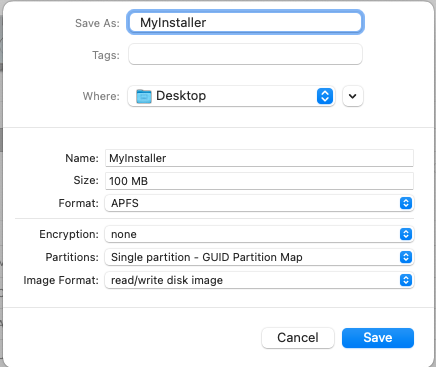 Save As: MyInstaller
Tags:
Where: Desktop
Name: MyInstaller
Size: 100 MB
Format: APFS
Encryption: none
Partitions: Single partition - GUID Partition Map
Image Format: read/write disk image
Cancel Save